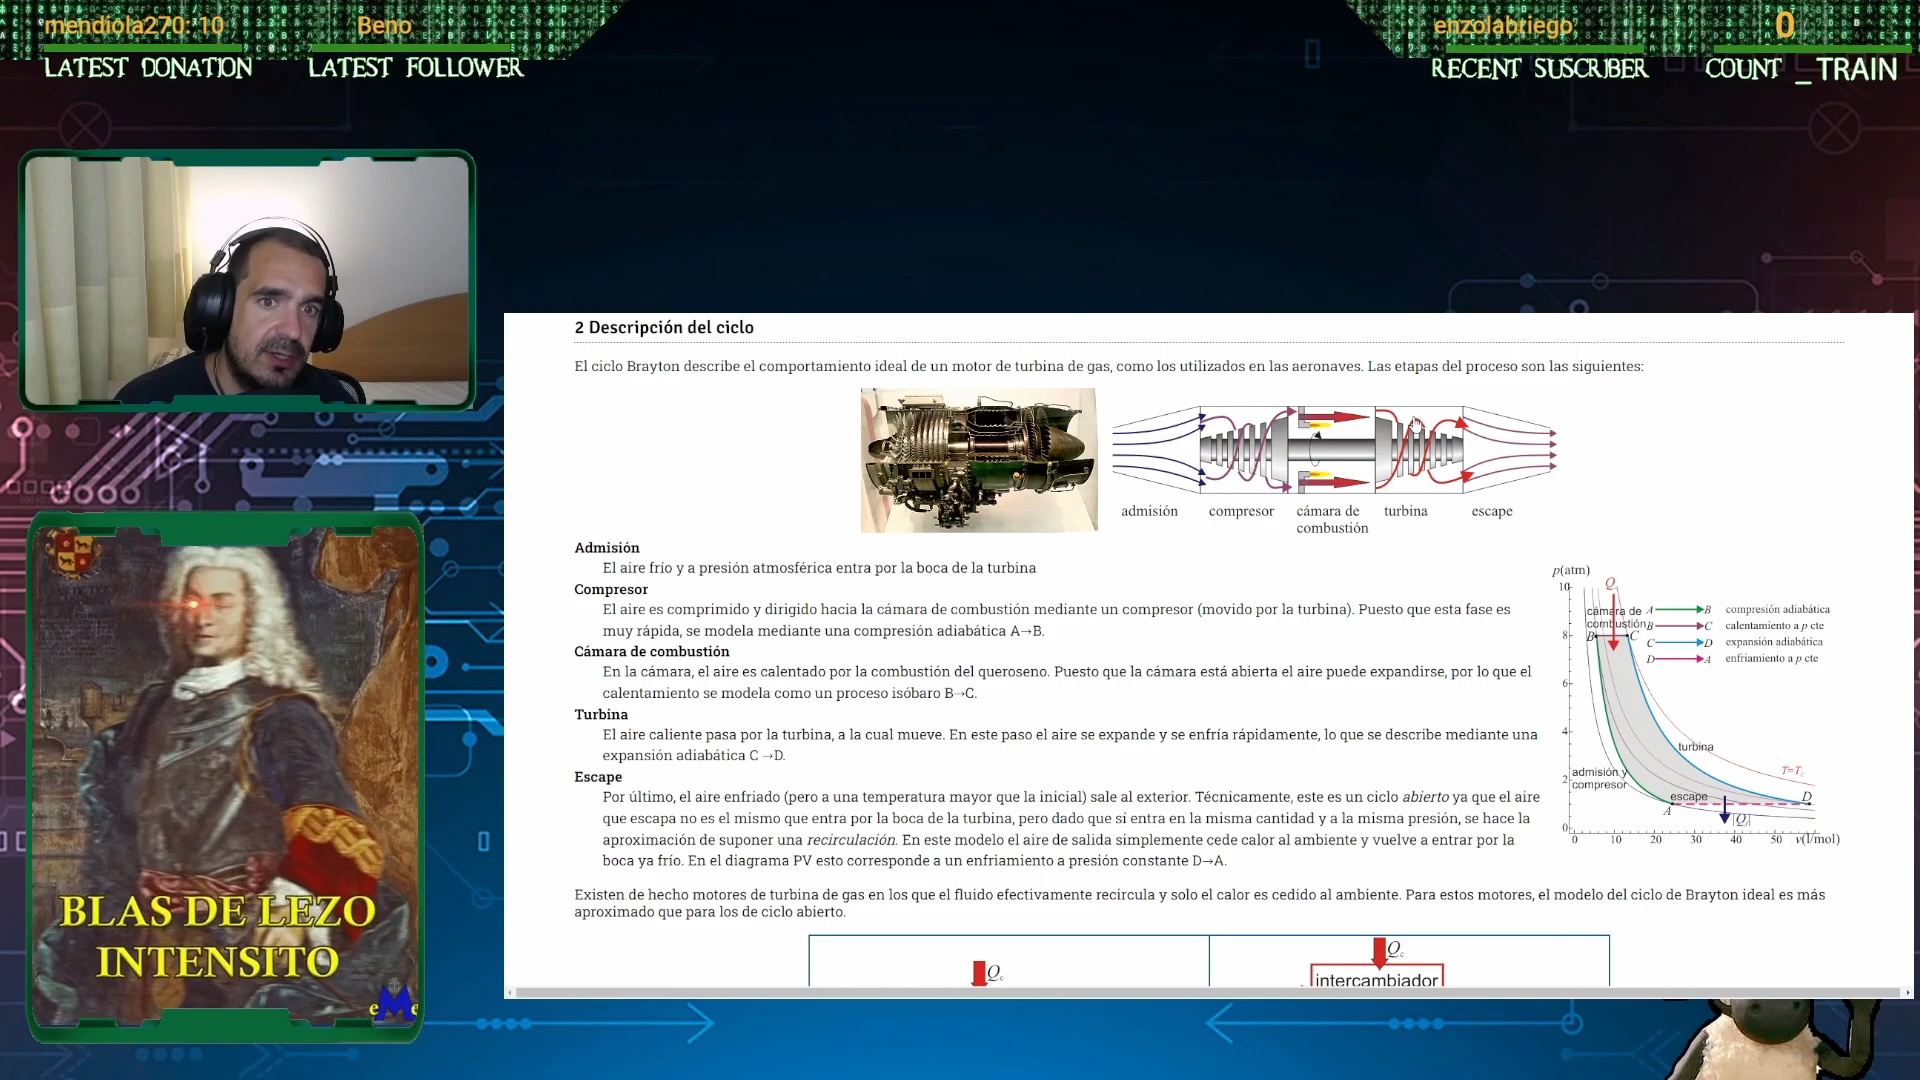 mendiola270: 10
Beno
enzolabriego
0
LATEST DONATION
LATEST FOLLOWER
RECENT SUSCRIBER
COUNT _TRAIN
2 Descripción del ciclo
El ciclo Brayton describe el comportamiento ideal de un motor de turbina de gas, como los utilizados en las aeronaves. Las etapas del proceso son las siguientes:
admisión
compresor
cámara de
combustión
turbina
escape
Admisión
El aire frío y a presión atmosférica entra por la boca de la turbina
Compresor
El aire es comprimido y dirigido hacia la cámara de combustión mediante un compresor (movido por la turbina). Puesto que esta fase es
muy rápida, se modela mediante una compresión adiabática A→B.
Cámara de combustión
En la cámara, el aire es calentado por la combustión del queroseno. Puesto que la cámara está abierta el aire puede expandirse, por lo que el
calentamiento se modela como un proceso isóbaro B→C.
Turbina
El aire caliente pasa por la turbina, a la cual mueve. En este paso el aire se expande y se enfría rápidamente, lo que se describe mediante una
expansión adiabática C →D.
Escape
Por último, el aire enfriado (pero a una temperatura mayor que la inicial) sale al exterior. Técnicamente, este es un ciclo abierto ya que el aire
que escapa no es el mismo que entra por la boca de la turbina, pero dado que sí entra en la misma cantidad y a la misma presión, se hace la
aproximación de suponer una recirculación. En este modelo el aire de salida simplemente cede calor al ambiente y vuelve a entrar por la
boca ya frío. En el diagrama PV esto corresponde a un enfriamiento a presión constante D→A.
p(atm)
10
8
6
4
2
0
0 10 20 30 40 50 v(l/mol)
Q
cámara de
combustión
B
C
A B compresión adiabática
B C calentamiento a p cte
C D expansión adiabática
D A enfriamiento a p cte
turbina
admisión y
compresor
escape
A
D
Existen de hecho motores de turbina de gas en los que el fluido efectivamente recircula y solo el calor es cedido al ambiente. Para estos motores, el modelo del ciclo de Brayton ideal es más
aproximado que para los de ciclo abierto.
Qc
Qc
intercambiador
BLAS DE LEZO
INTENSITO
eMe